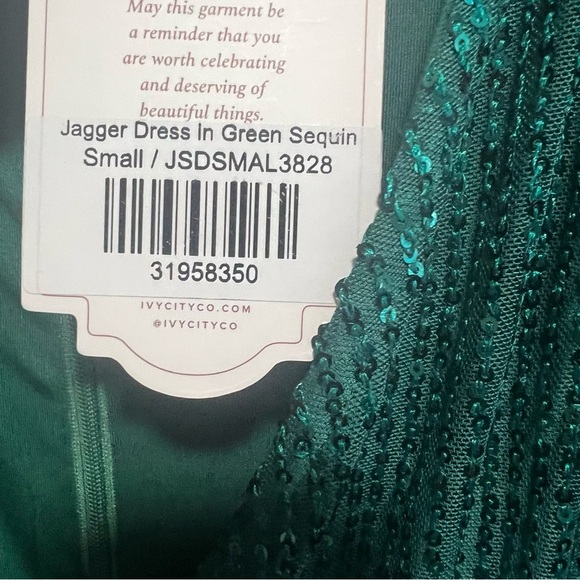 May this garment be
a reminder that you
are worth celebrating
and deserving of
beautiful things.
Jagger Dress In Green Sequin
Small / JSDSMAL3828
31958350
IVYCITYCO.COM
@IVYCITYCO